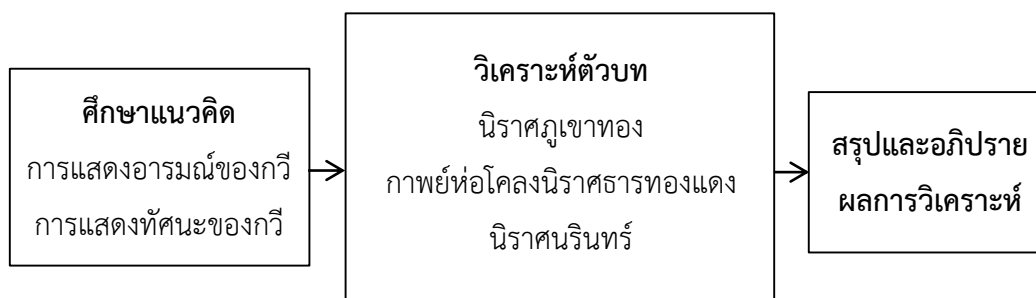 ศึกษาแนวคิด
การแสดงอารมณ์ของกวี
การแสดงทัศนะของกวี
วิเคราะห์ตัวบท
นิราศภูเขาทอง
กาพย์ห่อโคลงนิราศธารทองแดง
นิราศนรินทร์
สรุปและอภิปราย
ผลการวิเคราะห์